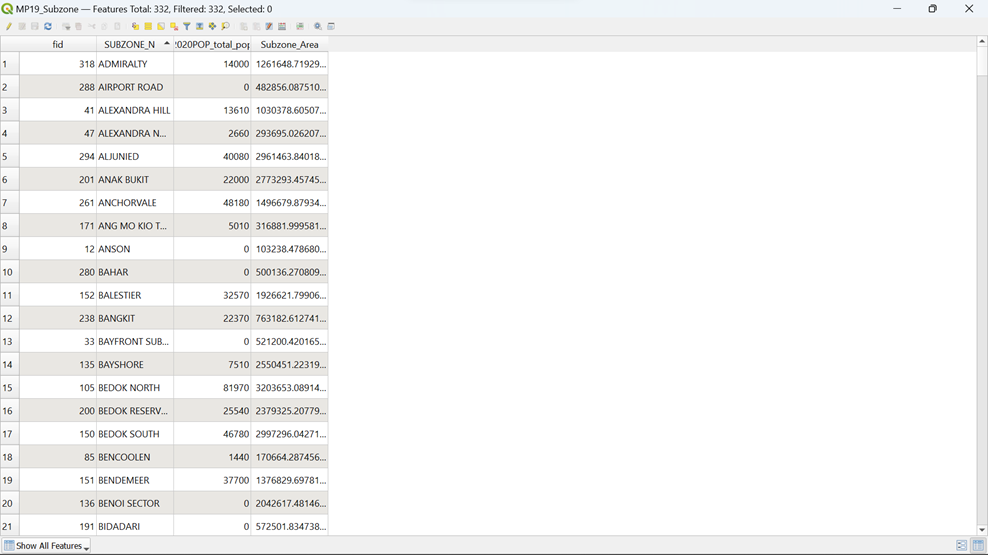 MP19_Subzone — Features Total: 332, Filtered: 332, Selected: 0
fid SUBZONE_N 2020POP_total_pop Subzone_Area
1 318 ADMIRALTY 14000 1261648.71929...
2 288 AIRPORT ROAD 0 482856.087510...
3 41 ALEXANDRA HILL 13610 1030378.60507...
4 47 ALEXANDRA N... 2660 293695.026207...
5 294 ALJUNIED 40080 2961463.84018...
6 201 ANAK BUKIT 22000 2773293.45745...
7 261 ANCHORVALE 48180 1496679.87934...
8 171 ANG MO KIO T... 5010 316881.999581...
9 12 ANSON 0 103238.478680...
10 280 BAHAR 0 500136.270809...
11 152 BALESTIER 32570 1926621.79906...
12 238 BANGKIT 22370 763182.612741...
13 33 BAYFRONT SUB... 0 521200.420165...
14 135 BAYSHORE 7510 2550451.22319...
15 105 BEDOK NORTH 81970 3203653.08914...
16 200 BEDOK RESERV... 25540 2379325.20779...
17 150 BEDOK SOUTH 46780 2997296.04271...
18 85 BENCOOLEN 1440 170664.287456...
19 151 BENDEMEER 37700 1376829.69781...
20 136 BENOI SECTOR 0 2042617.48146...
21 191 BIDADARI 0 572501.834738...
Show All Features